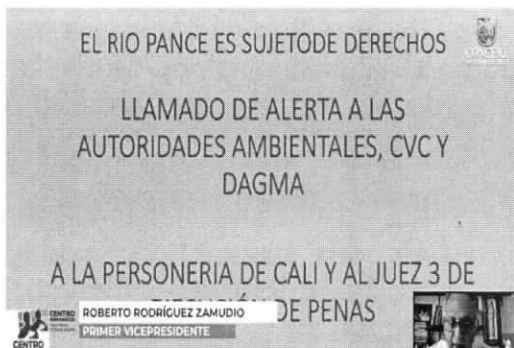 EL RIO PANCE ES SUJETODE DERECHOS
LLAMADO DE ALERTA A LAS
AUTORIDADES AMBIENTALES, CVC Y
DAGMA
A LA PERSONERIA DE CALI Y AL JUEZ 3 DE
DE PENAS
CENTRO
ROBERTO RODRÍGUEZ ZAMUDIO
PRIMER VICEPRESIDENTE
CENTRO